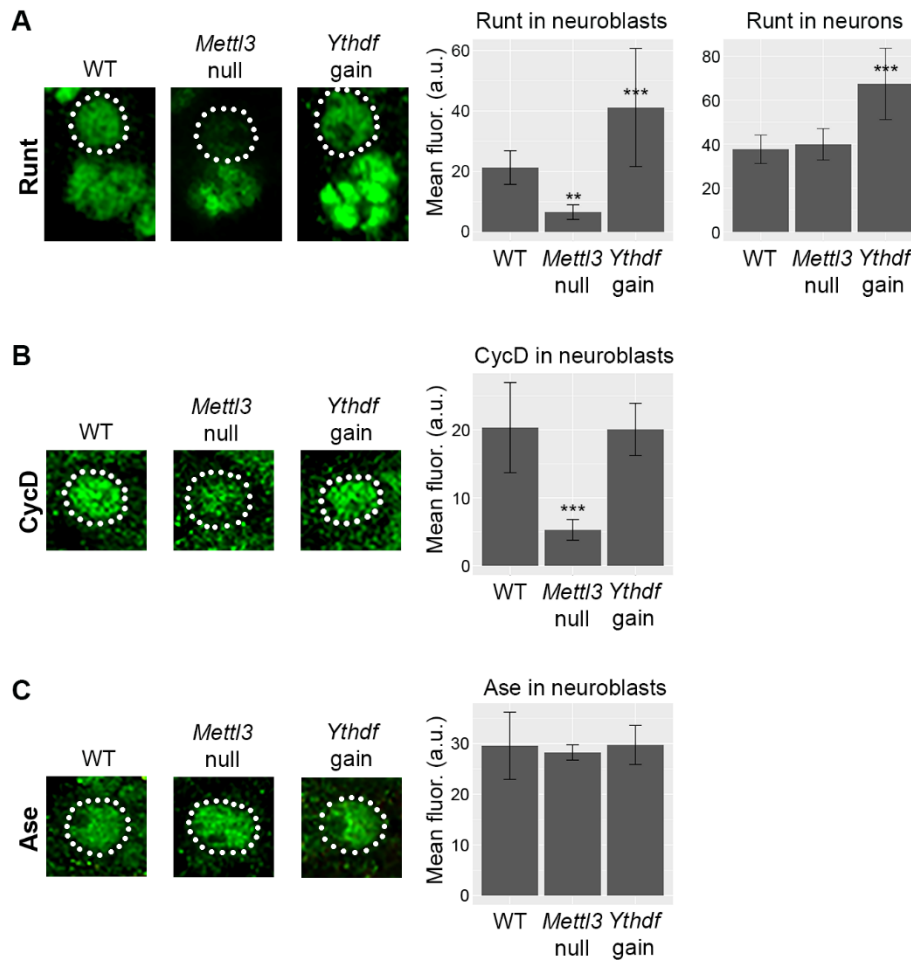 A
WT
Mettl3
null
Ythdf
gain
Runt
Runt in neuroblasts
Mean fluor. (a.u.)
60
40
20
0
***
**
WT
Mettl3
null
Ythdf
gain
Runt in neurons
80
60
40
20
0
***
WT
Mettl3
null
Ythdf
gain
B
WT
Mettl3
null
Ythdf
gain
CycD
CycD in neuroblasts
Mean fluor. (a.u.)
20
10
0
***
WT
Mettl3
null
Ythdf
gain
C
WT
Mettl3
null
Ythdf
gain
Ase
Ase in neuroblasts
Mean fluor. (a.u.)
30
20
10
0
WT
Mettl3
null
Ythdf
gain